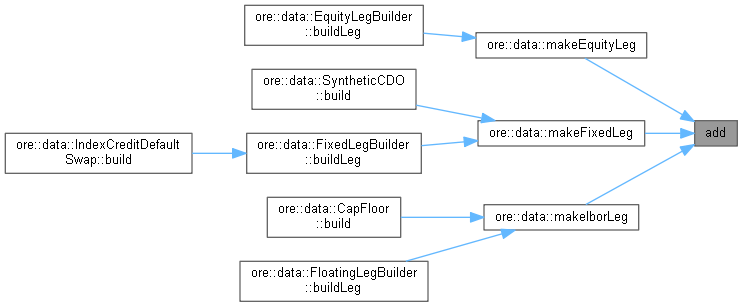 ore::data::EquityLegBuilder
::buildLeg
ore::data::makeEquityLeg
ore::data::SyntheticCDO
::build
ore::data::makeFixedLeg
add
ore::data::IndexCreditDefault
Swap::build
ore::data::FixedLegBuilder
::buildLeg
ore::data::CapFloor
::build
ore::data::makeIborLeg
ore::data::FloatingLegBuilder
::buildLeg